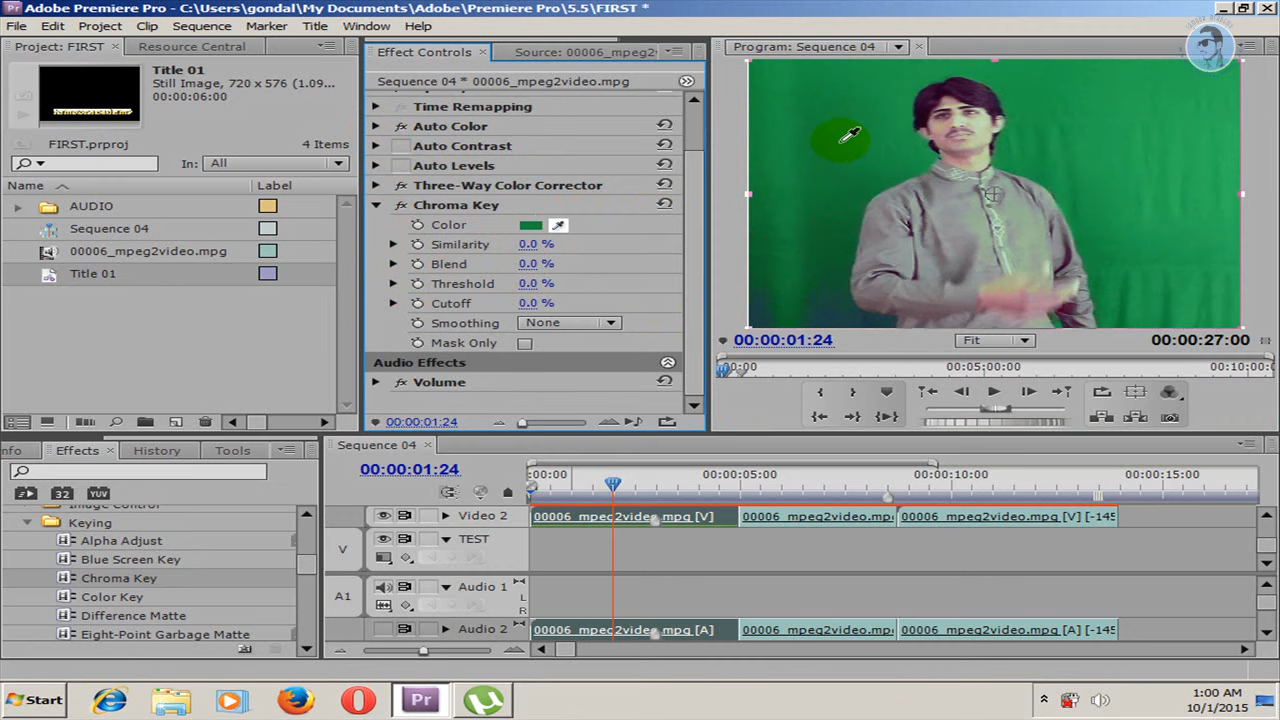 Adobe Premiere Pro - C:\Users\gondal\My Documents\Adobe\Premiere Pro\5.5\FIRST *
File Edit Project Clip Sequence Marker Title Window Help
Project: FIRST
Resource Central
Title 01
Still Image, 720 x 576 (1.09...
00:00:06:00
FIRST.prproj
4 Items
In: All
Name
Label
AUDIO
Sequence 04
00006_mpeg2video.mpg
Title 01
Effect Controls
Source: 00006_mpeg2
Sequence 04 * 00006_mpeg2video.mpg
Time Remapping
Auto Color
Auto Contrast
Auto Levels
Three-Way Color Corrector
Chroma Key
Color
Similarity 0.0 %
Blend 0.0 %
Threshold 0.0 %
Cutoff 0.0 %
Smoothing None
Mask Only
Audio Effects
Volume
00:00:01:24
Program: Sequence 04
00:00:01:24
Fit
00:00:27:00
00:00
00:05:00:00
00:10:00:
nfo
Effects
History
Tools
32
YUV
Keying
Alpha Adjust
Blue Screen Key
Chroma Key
Color Key
Difference Matte
Eight-Point Garbage Matte
Sequence 04
00:00:01:24
:00:00
00:00:05:00
00:00:10:00
00:00:15:00
Video 2
00006_mpeg2video.mpg [V]
00006_mpeg2video.mp
00006_mpeg2video.mpg [V] [-145
V
TEST
A1
Audio 1
L
R
Audio 2
00006_mpeg2video.mpg [A]
00006_mpeg2video.mp
00006_mpeg2video.mpg [A] [-145
Start
Pr
1:00 AM
10/1/2015